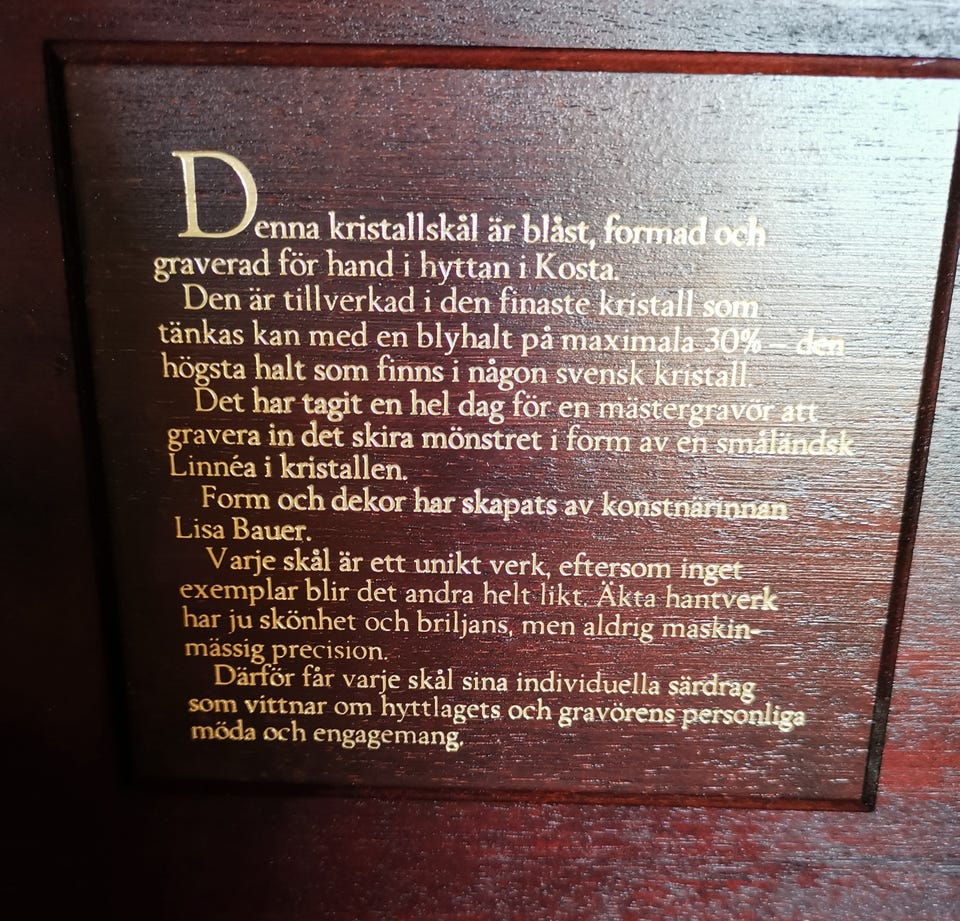 Denna kristallskål är blåst, formad och
graverad för hand i hyttan i Kosta.
Den är tillverkad i den finaste kristall som
tänkas kan med en blyhalt på maximala 30% – den
högsta halt som finns i någon svensk kristall.
Det har tagit en hel dag för en mästergravör att
gravera in det skira mönstret i form av en småländsk
Linnéa i kristallen.
Form och dekor har skapats av konstnärinnan
Lisa Bauer.
Varje skål är ett unikt verk, eftersom inget
exemplar blir det andra helt likt. Äkta hantverk
har ju skönhet och briljans, men aldrig maskin-
mässig precision.
Därför får varje skål sina individuella särdrag
som vittnar om hyttlagets och gravörens personliga
möda och engagemang.